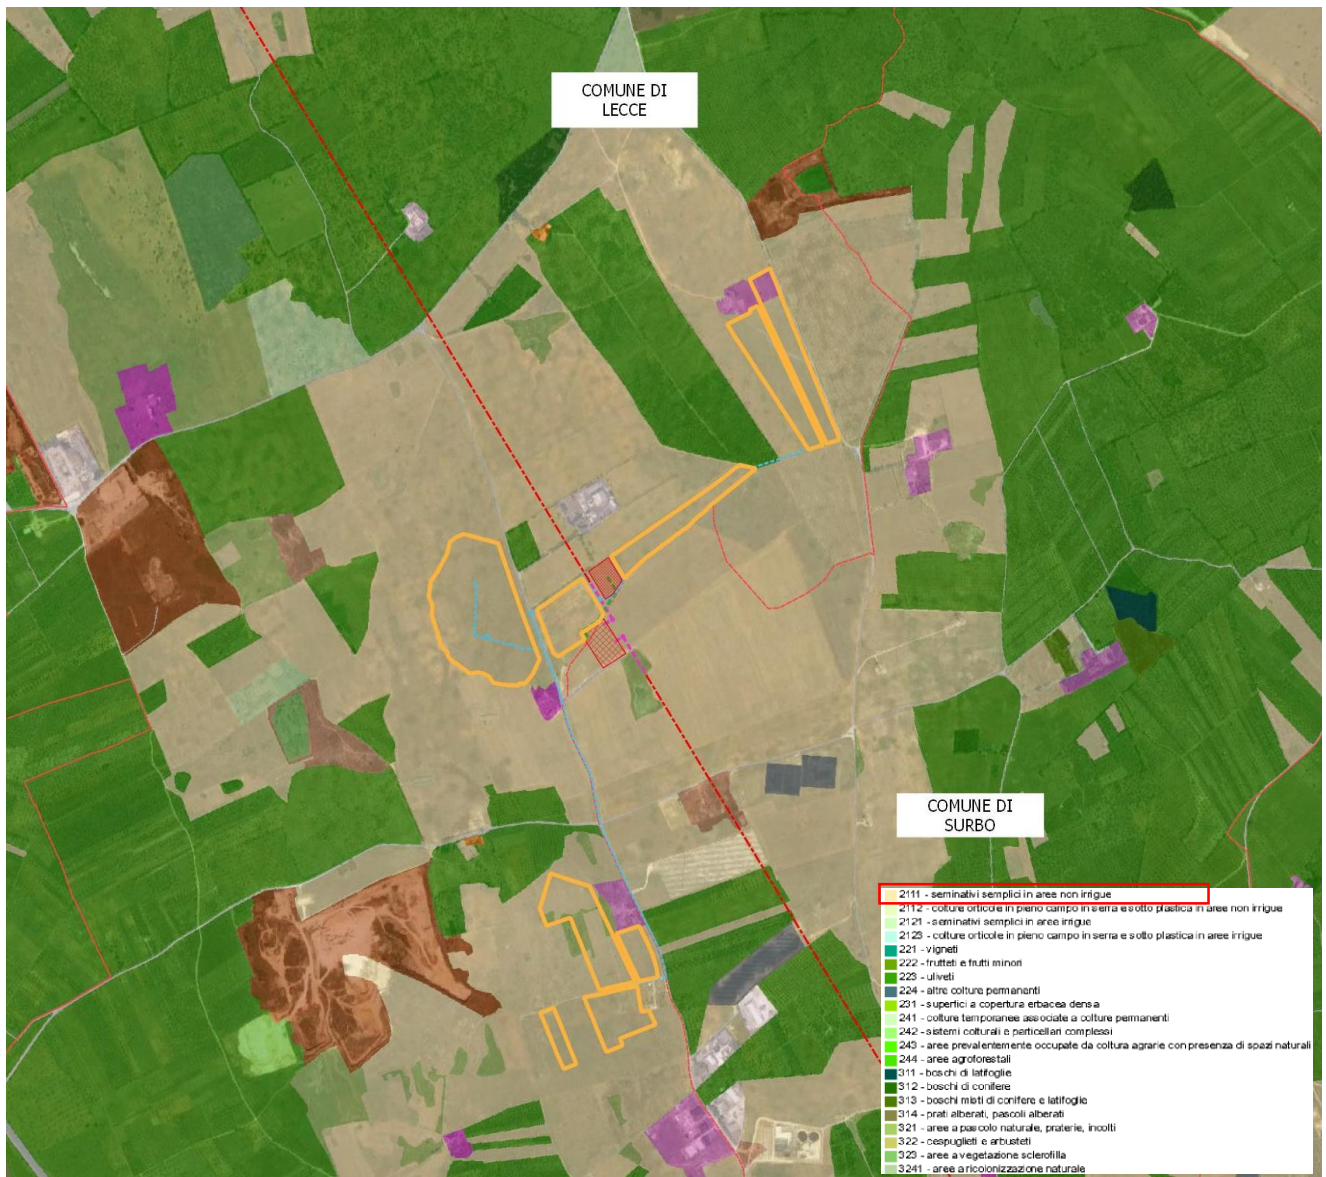 COMUNE DI
LECCE
COMUNE DI
SURBO
2111 - seminativi semplici in aree non irrigue
2112 - colture orticole in pieno campo in serra e sotto plastica in aree non irrigue
2121 - seminativi semplici in aree irrigue
2123 - colture orticole in pieno campo in serra e sotto plastica in aree irrigue
221 - vigneti
222 - frutteti e frutti minori
223 - uliveti
224 - altre colture permanenti
231 - superfici a copertura erbacea densa
241 - colture temporanee associate a colture permanenti
242 - sistemi colturali e particellari complessi
243 - aree prevalentemente occupate da coltura agrarie con presenza di spazi naturali
244 - aree agroforestali
311 - boschi di latifoglie
312 - boschi di conifere
313 - boschi misti di conifere e latifoglie
314 - prati alberati, pascoli alberati
321 - aree a pascolo naturale, praterie, incolti
322 - cespuglieti e arbusteti
323 - aree a vegetazione sclerofilla
3241 - aree a ricolonizzazione naturale